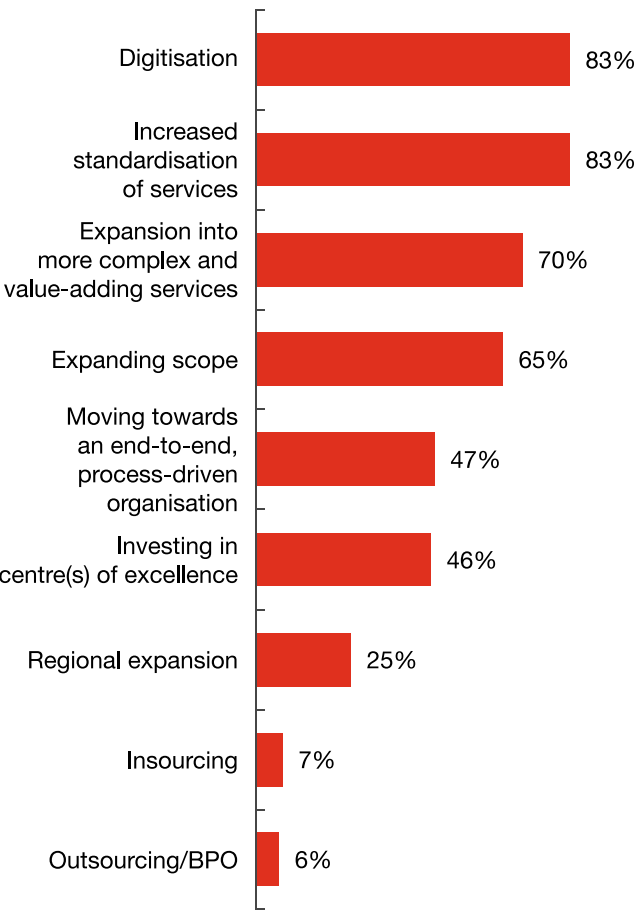 Digitisation
83%
Increased
standardisation
of services
83%
Expansion into
more complex and
value-adding services
70%
Expanding scope
65%
Moving towards
an end-to-end,
process-driven
organisation
47%
Investing in
centre(s) of excellence
46%
Regional expansion
25%
Insourcing
7%
Outsourcing/BPO
6%